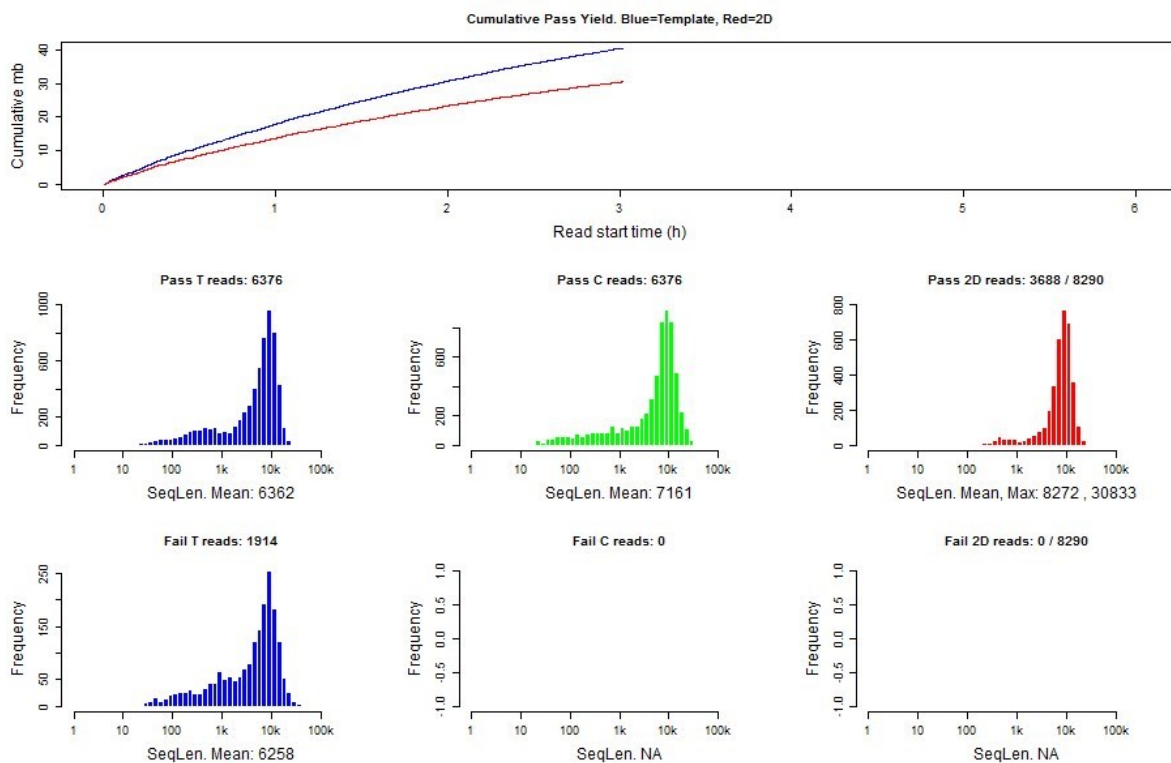 Cumulative Pass Yield. Blue=Template, Red=2D
Cumulative mb
40
30
20
10
0
0 1 2 3 4 5 6
Read start time (h)
Pass T reads: 6376
Frequency
1000
600
200
0
1 10 100 1k 10k 100k
SeqLen. Mean: 6362
Pass C reads: 6376
Frequency
600
200
0
1 10 100 1k 10k 100k
SeqLen. Mean: 7161
Pass 2D reads: 3688 / 8290
Frequency
800
600
400
200
0
1 10 100 1k 10k 100k
SeqLen. Mean, Max: 8272 , 30833
Fail T reads: 1914
Frequency
250
150
50
0
1 10 100 1k 10k 100k
SeqLen. Mean: 6258
Fail C reads: 0
Frequency
1.0
0.5
0.0
-0.5
-1.0
1 10 100 1k 10k 100k
SeqLen. NA
Fail 2D reads: 0 / 8290
Frequency
1.0
0.5
0.0
-0.5
-1.0
1 10 100 1k 10k 100k
SeqLen. NA